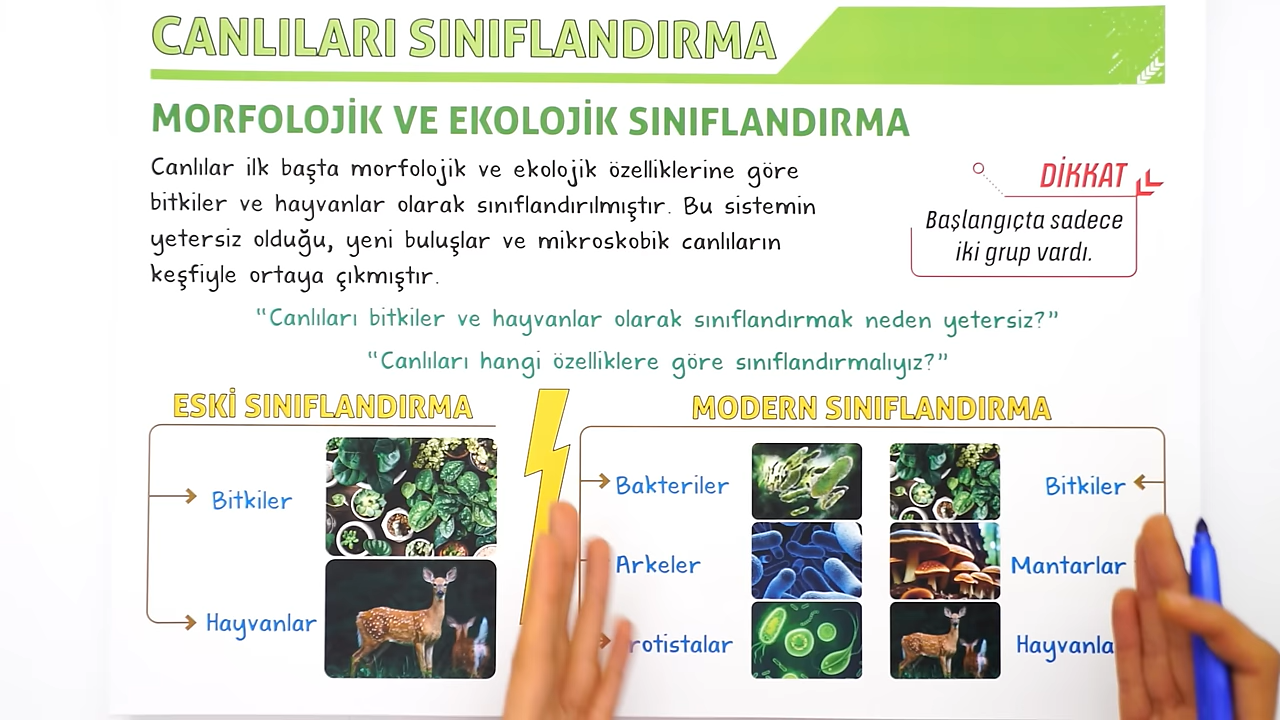 CANLILARI SINIFLANDIRMA
MORFOLOJİK VE EKOLOJİK SINIFLANDIRMA
Canlılar ilk başta morfolojik ve ekolojik özelliklerine göre
bitkiler ve hayvanlar olarak sınıflandırılmıştır. Bu sistemin
yetersiz olduğu, yeni buluşlar ve mikroskobik canlıların
keşfiyle ortaya çıkmıştır.
DİKKAT
Başlangıçta sadece
iki grup vardı.
"Canlıları bitkiler ve hayvanlar olarak sınıflandırmak neden yetersiz?"
"Canlıları hangi özelliklere göre sınıflandırmalıyız?"
ESKİ SINIFLANDIRMA
Bitkiler
Hayvanlar
MODERN SINIFLANDIRMA
Bakteriler
Arkeler
rotistalar
Bitkiler
Mantarlar
Hayvanla